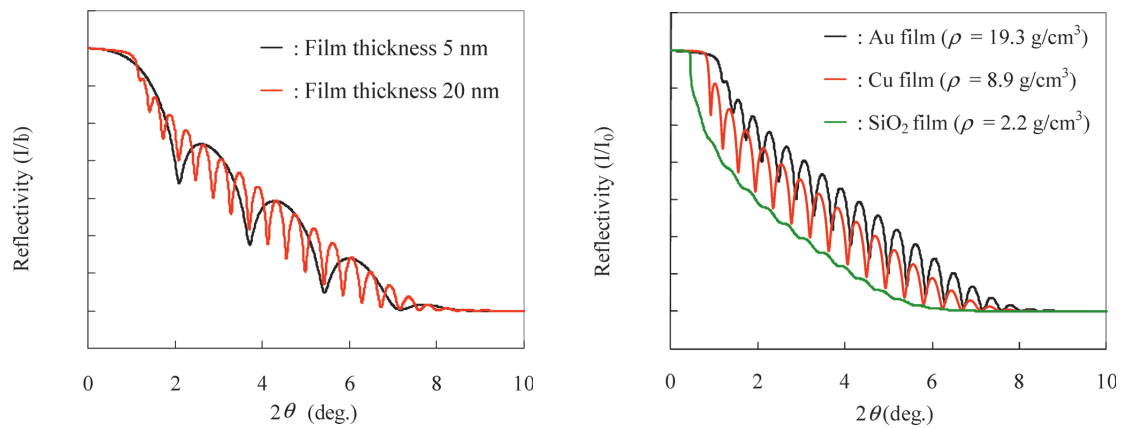 : Film thickness 5 nm
: Film thickness 20 nm
Reflectivity (I/I₀)
0 2 4 6 8 10
2θ (deg.)
: Au film (ρ = 19.3 g/cm³)
: Cu film (ρ = 8.9 g/cm³)
: SiO₂ film (ρ = 2.2 g/cm³)
Reflectivity (I/I₀)
0 2 4 6 8 10
2θ(deg.)